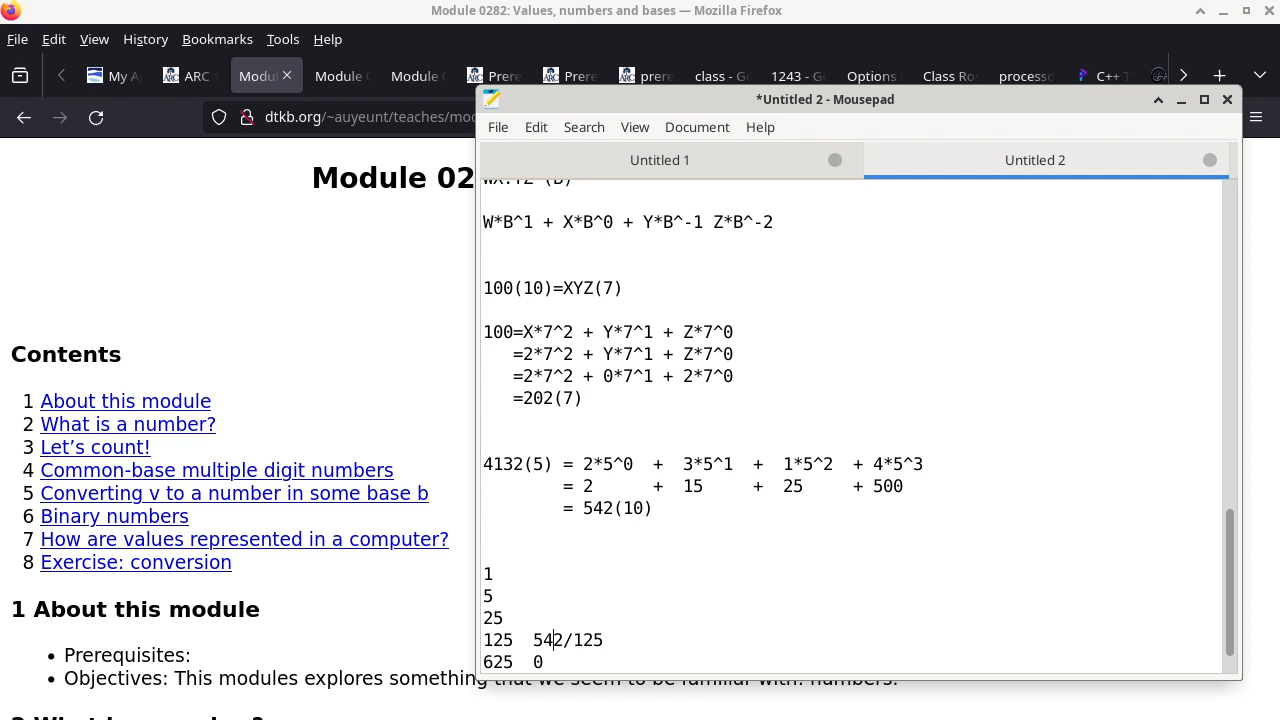 Module 0282: Values, numbers and bases — Mozilla Firefox
File Edit View History Bookmarks Tools Help
My A ARC 1 Modul Module ( Module ( Prere Prere prere class - Go 1243 - G Options Class Ro processo C++ T
dtkb.org/~auyeunt/teaches/mod
*Untitled 2 - Mousepad
File Edit Search View Document Help
Untitled 1 Untitled 2
Module 02
WX.YZ (B)
W*B^1 + X*B^0 + Y*B^-1 Z*B^-2
100(10)=XYZ(7)
100=X*7^2 + Y*7^1 + Z*7^0
=2*7^2 + Y*7^1 + Z*7^0
=2*7^2 + 0*7^1 + 2*7^0
=202(7)
4132(5) = 2*5^0 + 3*5^1 + 1*5^2 + 4*5^3
= 2 + 15 + 25 + 500
= 542(10)
1
5
25
125 542/125
625 0
Contents
1 About this module
2 What is a number?
3 Let’s count!
4 Common-base multiple digit numbers
5 Converting v to a number in some base b
6 Binary numbers
7 How are values represented in a computer?
8 Exercise: conversion
1 About this module
• Prerequisites:
• Objectives: This modules explores something that we seem to be familiar with: numbers.